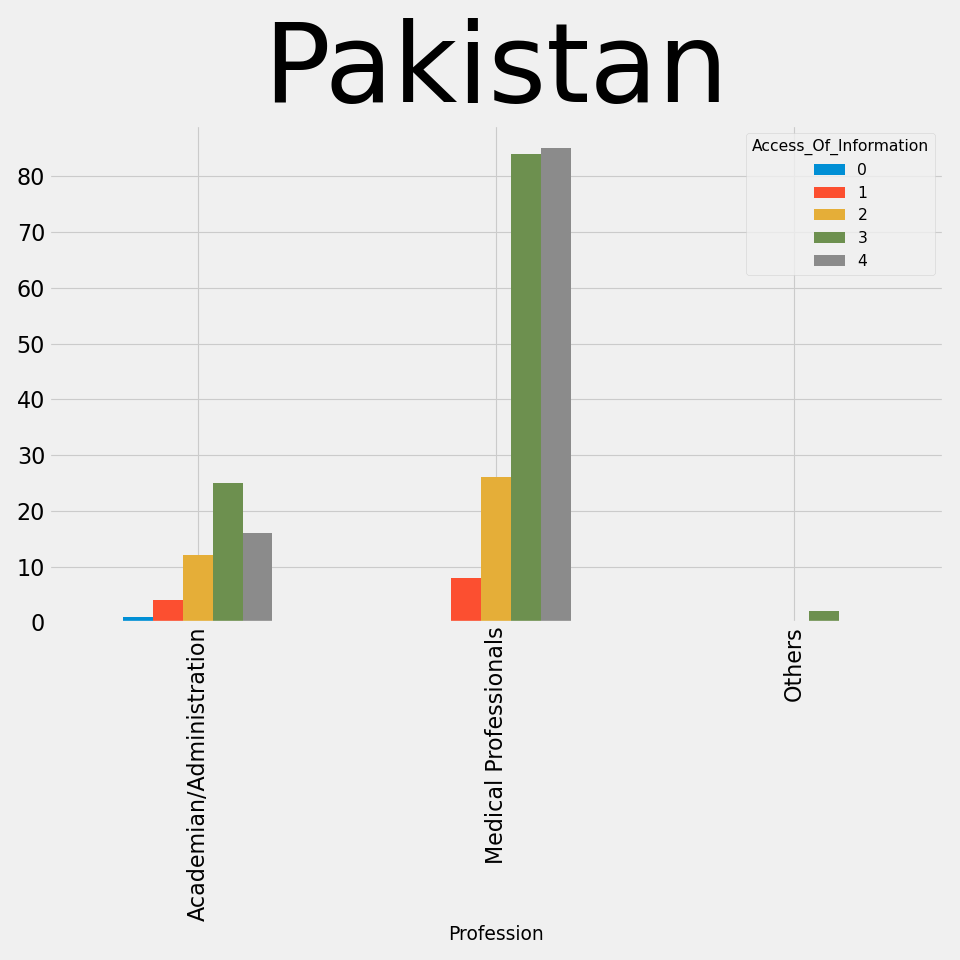 Pakistan
Access_Of_Information
0
1
2
3
4
80
70
60
50
40
30
20
10
0
Academian/Administration
Medical Professionals
Others
Profession